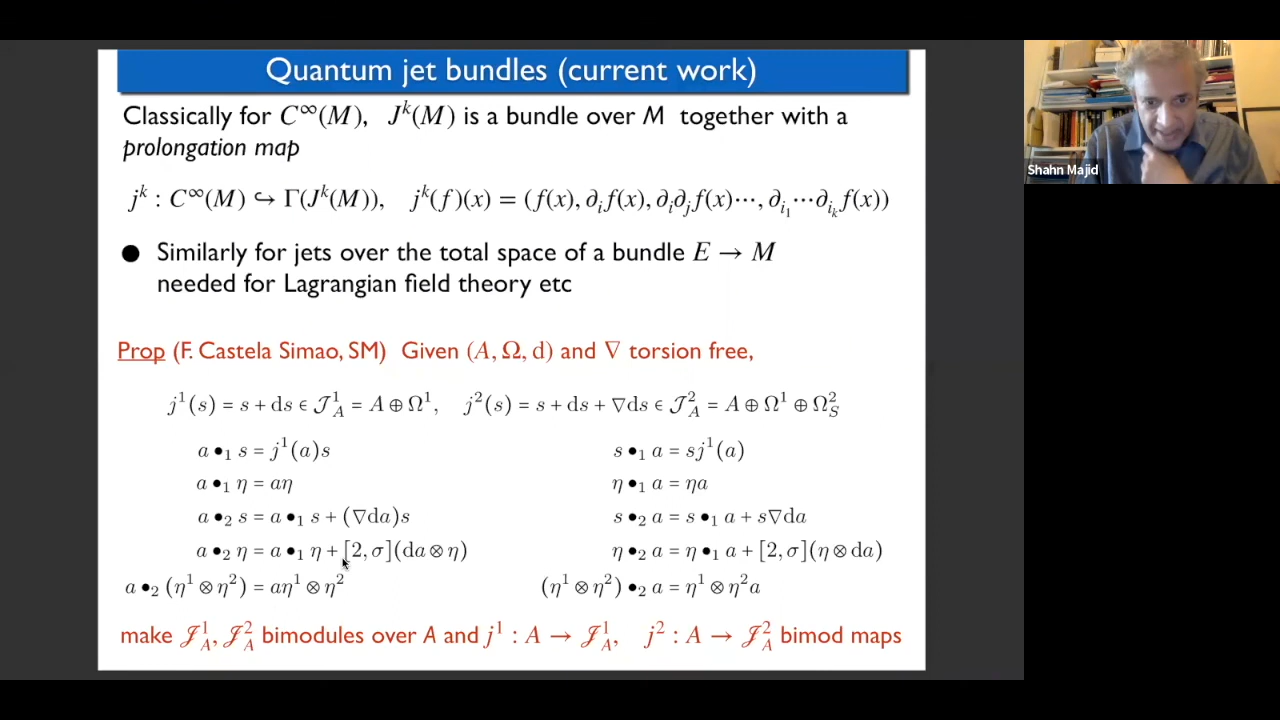 Quantum jet bundles (current work)
Classically for C^∞(M), J^k(M) is a bundle over M together with a
prolongation map
j^k : C^∞(M) ↪ Γ(J^k(M)), j^k(f)(x) = (f(x), ∂_i f(x), ∂_i∂_j f(x)⋯, ∂_{i_1}⋯∂_{i_k} f(x))
● Similarly for jets over the total space of a bundle E → M
needed for Lagrangian field theory etc
Prop (F. Castela Simao, SM) Given (A, Ω, d) and ∇ torsion free,
j^1(s) = s + ds ∈ 𝒥^1_A = A ⊕ Ω^1, j^2(s) = s + ds + ∇ds ∈ 𝒥^2_A = A ⊕ Ω^1 ⊕ Ω^2_S
a •_1 s = j^1(a)s s •_1 a = sj^1(a)
a •_1 η = aη η •_1 a = ηa
a •_2 s = a •_1 s + (∇da)s s •_2 a = s •_1 a + s∇da
a •_2 η = a •_1 η + [2, σ](da ⊗ η) η •_2 a = η •_1 a + [2, σ](η ⊗ da)
a •_2 (η^1 ⊗ η^2) = aη^1 ⊗ η^2 (η^1 ⊗ η^2) •_2 a = η^1 ⊗ η^2 a
make 𝒥^1_A, 𝒥^2_A bimodules over A and j^1 : A → 𝒥^1_A, j^2 : A → 𝒥^2_A bimod maps
Shahn Majid